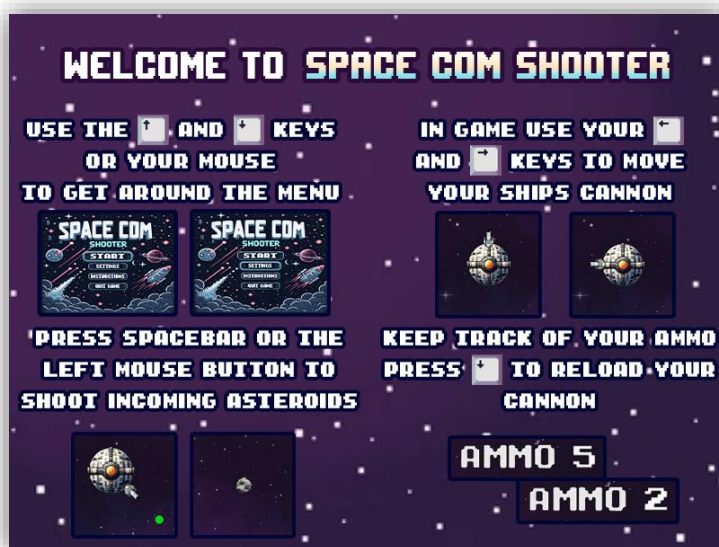 WELCOME TO SPACE COM SHOOTER
USE THE ↑ AND ↓ KEYS
OR YOUR MOUSE
TO GET AROUND THE MENU
SPACE COM
SHOOTER
START
SETTINGS
INSTRUCTIONS
QUIT GAME
SPACE COM
SHOOTER
START
SETTINGS
INSTRUCTIONS
QUIT GAME
PRESS SPACEBAR OR THE
LEFT MOUSE BUTTON TO
SHOOT INCOMING ASTEROIDS
IN GAME USE YOUR ←
AND → KEYS TO MOVE
YOUR SHIPS CANNON
KEEP TRACK OF YOUR AMMO
PRESS ↓ TO RELOAD YOUR
CANNON
AMMO 5
AMMO 2